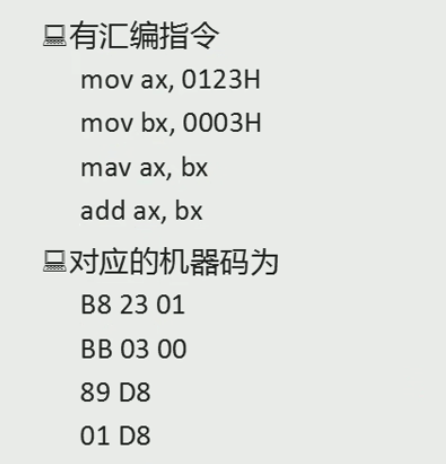 有汇编指令
mov ax, 0123H
mov bx, 0003H
mav ax, bx
add ax, bx
对应的机器码为
B8 23 01
BB 03 00
89 D8
01 D8